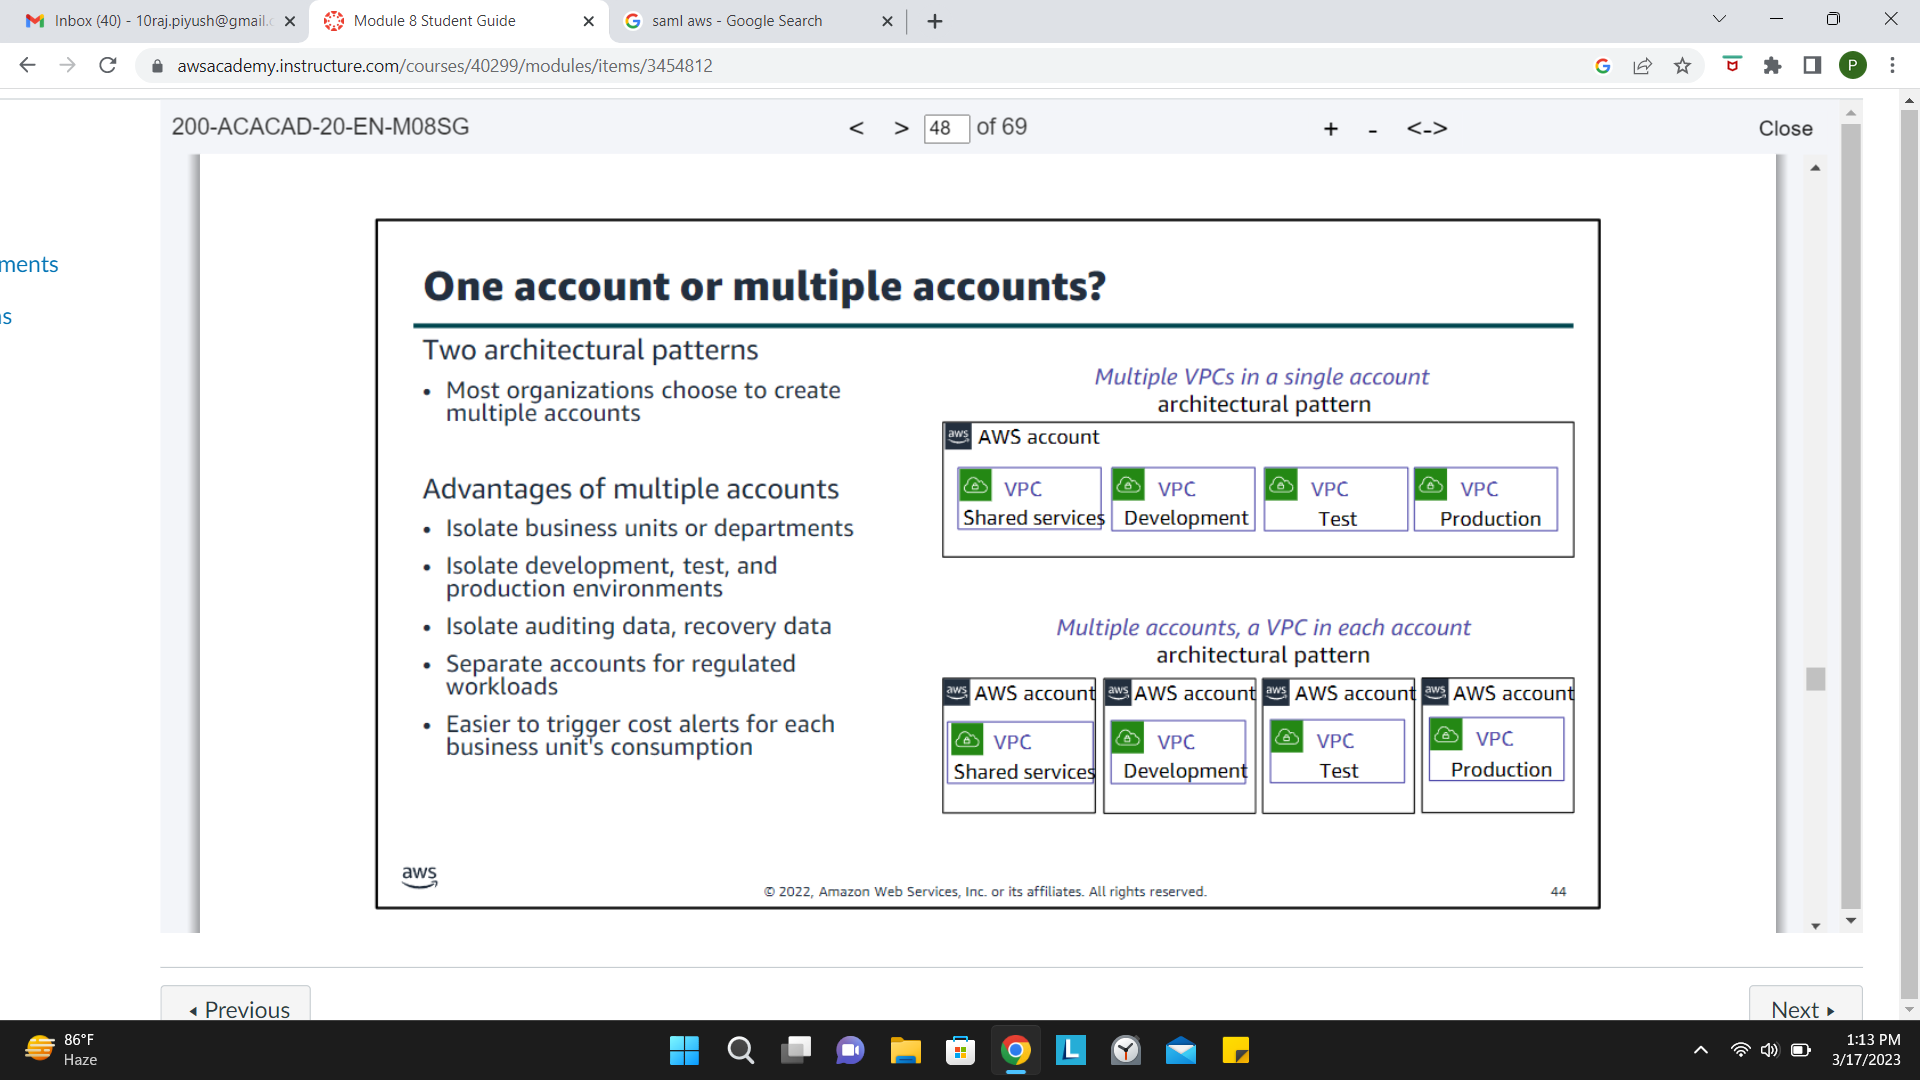 Inbox (40) - 10raj.piyush@gmail.c
Module 8 Student Guide
saml aws - Google Search
awsacademy.instructure.com/courses/40299/modules/items/3454812
P
200-ACACAD-20-EN-M08SG
< > 48 of 69
+ - <->
Close
ments
s
One account or multiple accounts?
Two architectural patterns
• Most organizations choose to create
multiple accounts
Advantages of multiple accounts
• Isolate business units or departments
• Isolate development, test, and
production environments
• Isolate auditing data, recovery data
• Separate accounts for regulated
workloads
• Easier to trigger cost alerts for each
business unit's consumption
Multiple VPCs in a single account
architectural pattern
aws AWS account
VPC
Shared services
VPC
Development
VPC
Test
VPC
Production
Multiple accounts, a VPC in each account
architectural pattern
aws AWS account
VPC
Shared services
aws AWS account
VPC
Development
aws AWS account
VPC
Test
aws AWS account
VPC
Production
aws
© 2022, Amazon Web Services, Inc. or its affiliates. All rights reserved.
44
Previous
Next
86°F
Haze
L
1:13 PM
3/17/2023